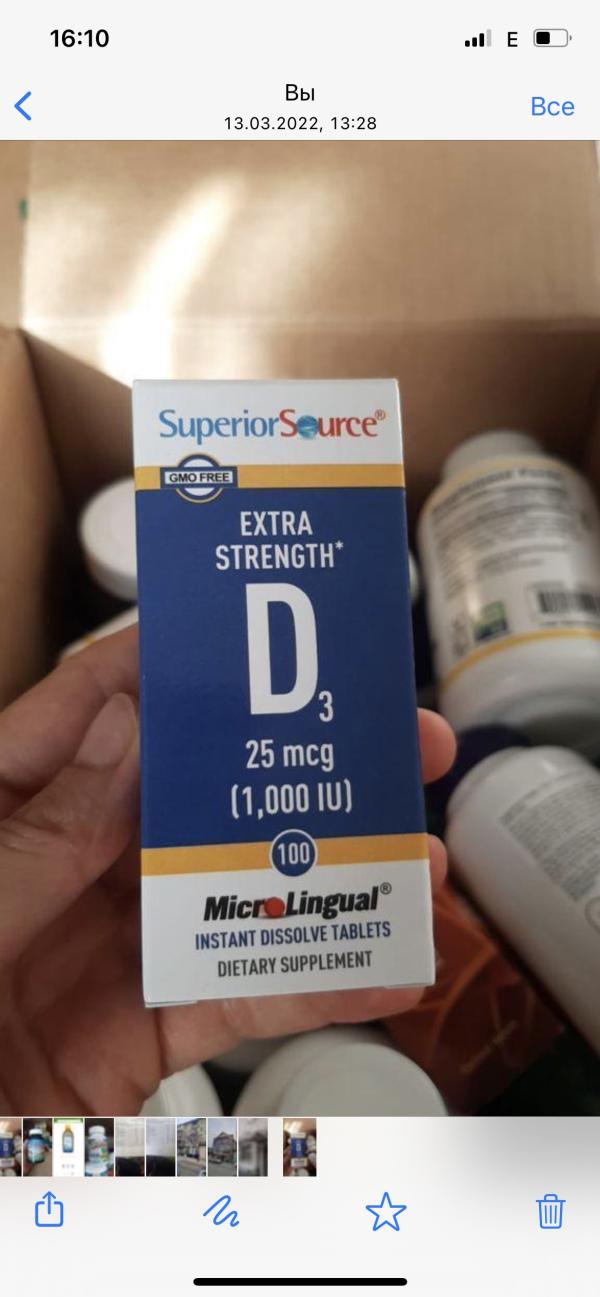 16:10
E
Вы
13.03.2022, 13:28
Все
SuperiorSource®
GMO FREE
EXTRA
STRENGTH*
D3
25 mcg
(1,000 IU)
100
MicroLingual®
INSTANT DISSOLVE TABLETS
DIETARY SUPPLEMENT